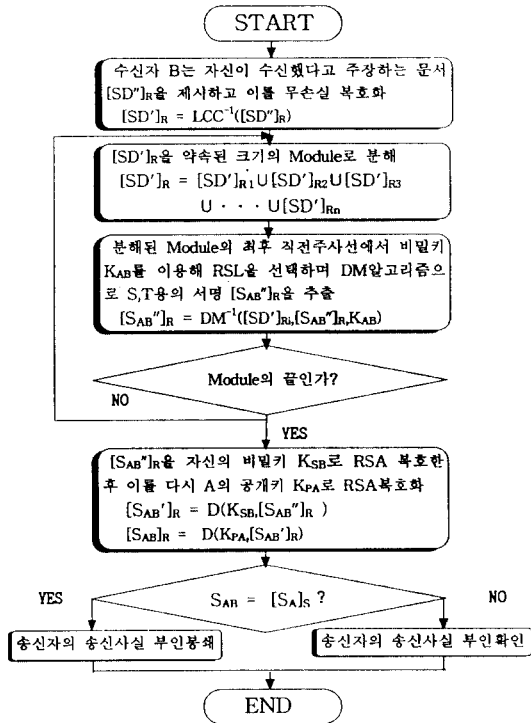 START
수신자 B는 자신이 수신했다고 주장하는 문서
[SD″]R을 제시하고 이를 무손실 복호화
[SD′]R = LCC⁻¹([SD″]R)
[SD′]R을 약속된 크기의 Module로 분해
[SD′]R = [SD′]R1∪[SD′]R2∪[SD′]R3
∪ · · · ∪[SD′]Rn
분해된 Module의 최후 직전주사선에서 비밀키
KAB를 이용해 RSL을 선택하며 DM알고리즘으
로 S,T용의 서명 [SAB″]R을 추출
[SAB″]R = DM⁻¹([SD′]Ri,[SAB″]R,KAB)
Module의 끝인가?
NO
YES
[SAB″]R을 자신의 비밀키 KSB로 RSA 복호한
후 이를 다시 A의 공개키 KPA로 RSA복호화
[SAB′]R = D(KSB,[SAB″]R )
[SAB]R = D(KPA,[SAB′]R)
YES
SAB = [SA]S ?
NO
송신자의 송신사실 부인봉쇄
송신자의 송신사실 부인확인
END